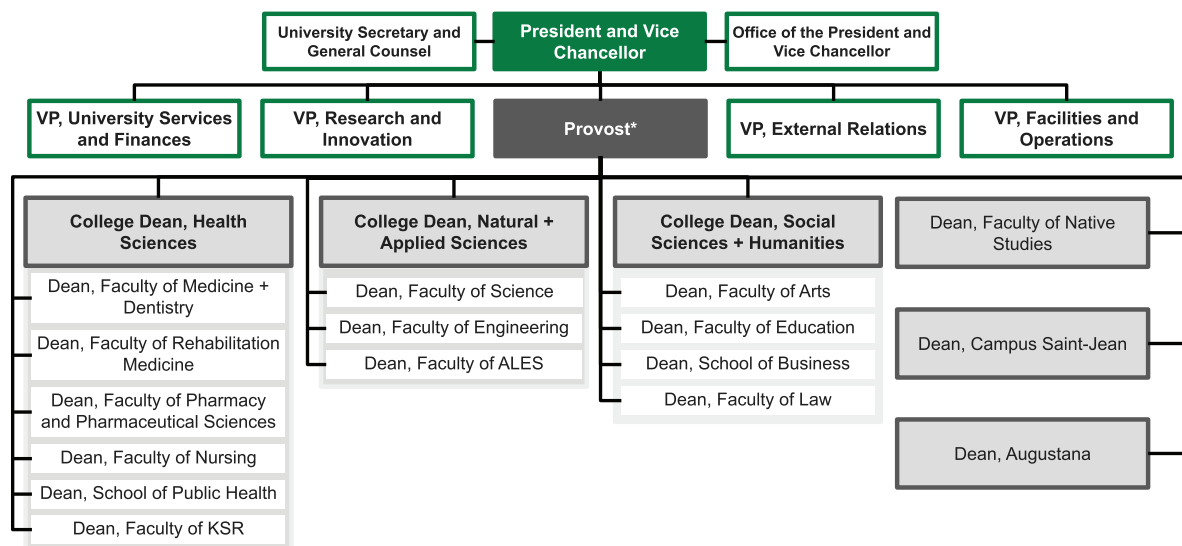 University Secretary and
General Counsel
President and Vice
Chancellor
Office of the President and
Vice Chancellor
VP, University Services
and Finances
VP, Research and
Innovation
Provost*
VP, External Relations
VP, Facilities and
Operations
College Dean, Health
Sciences
Dean, Faculty of Medicine +
Dentistry
Dean, Faculty of Rehabilitation
Medicine
Dean, Faculty of Pharmacy
and Pharmaceutical Sciences
Dean, Faculty of Nursing
Dean, School of Public Health
Dean, Faculty of KSR
College Dean, Natural +
Applied Sciences
Dean, Faculty of Science
Dean, Faculty of Engineering
Dean, Faculty of ALES
College Dean, Social
Sciences + Humanities
Dean, Faculty of Arts
Dean, Faculty of Education
Dean, School of Business
Dean, Faculty of Law
Dean, Faculty of Native
Studies
Dean, Campus Saint-Jean
Dean, Augustana